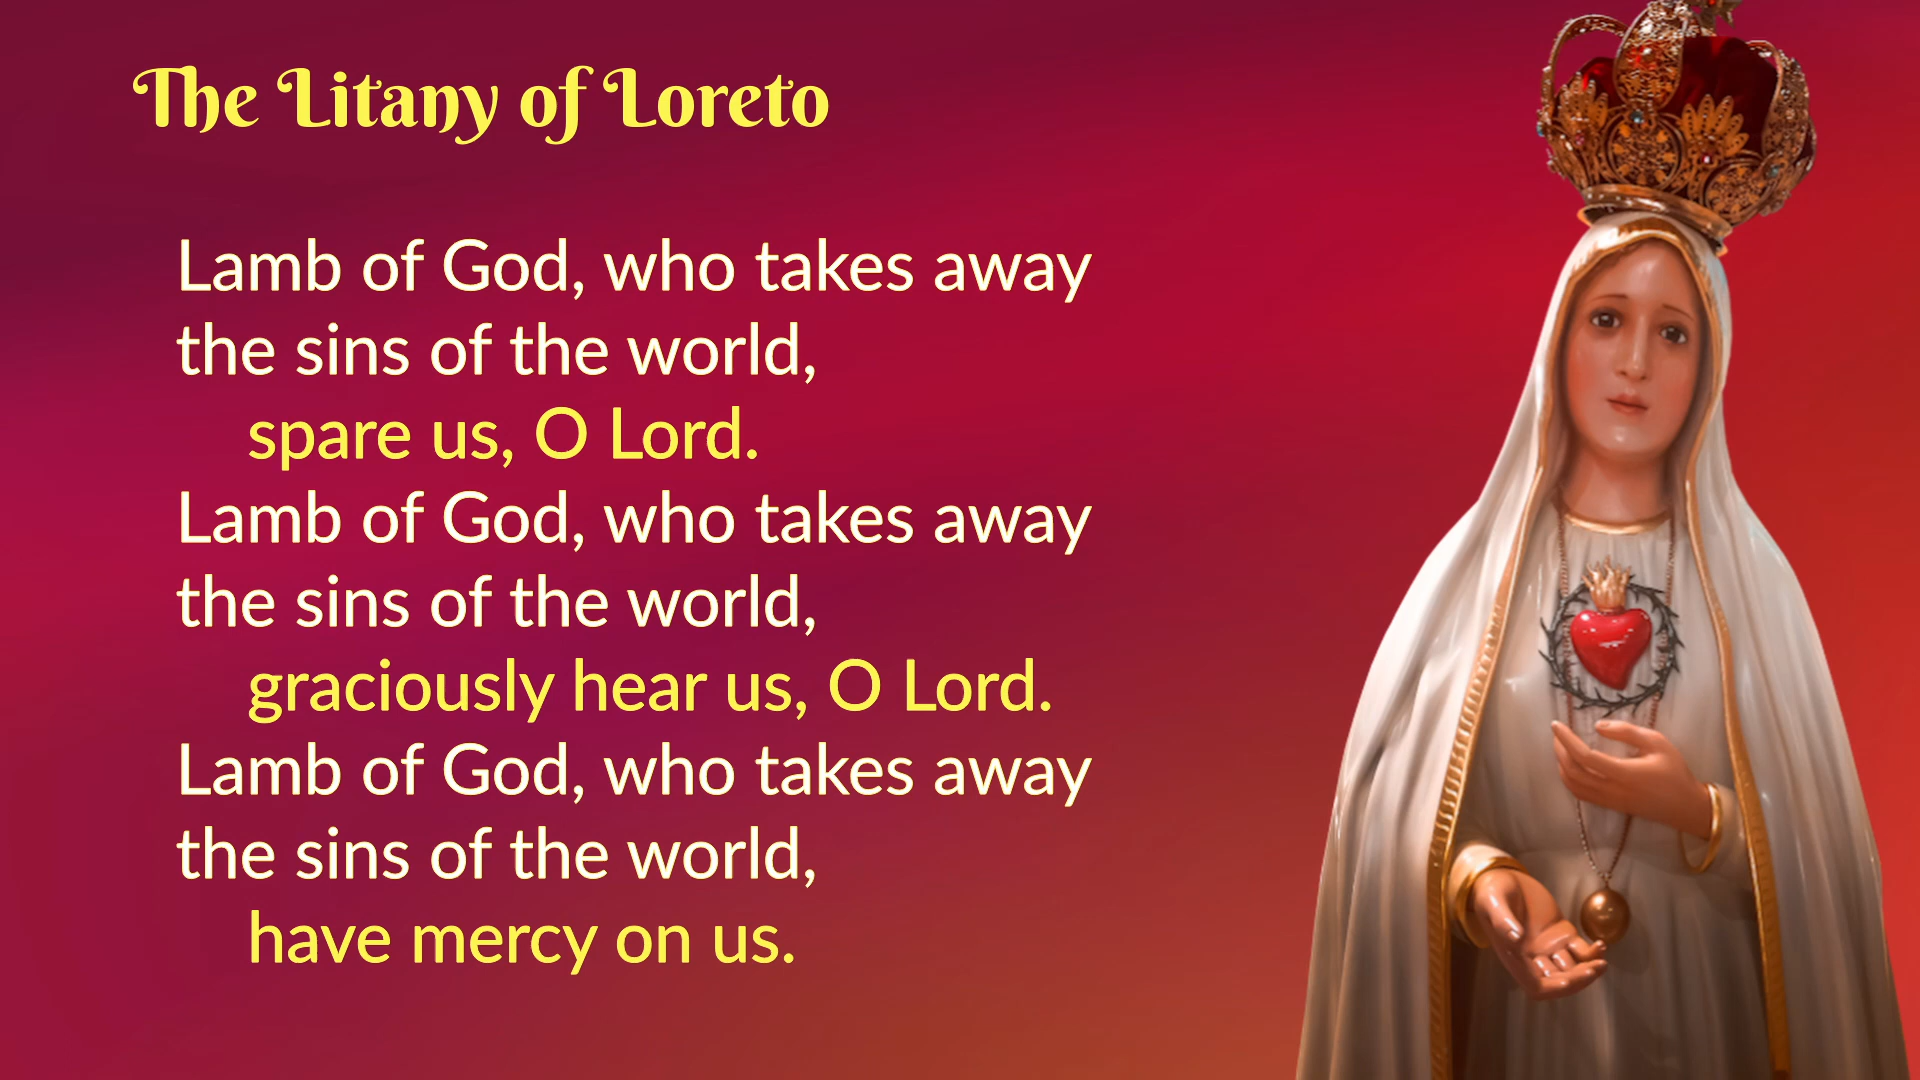 The Litany of Loreto
Lamb of God, who takes away
the sins of the world,
spare us, O Lord.
Lamb of God, who takes away
the sins of the world,
graciously hear us, O Lord.
Lamb of God, who takes away
the sins of the world,
have mercy on us.